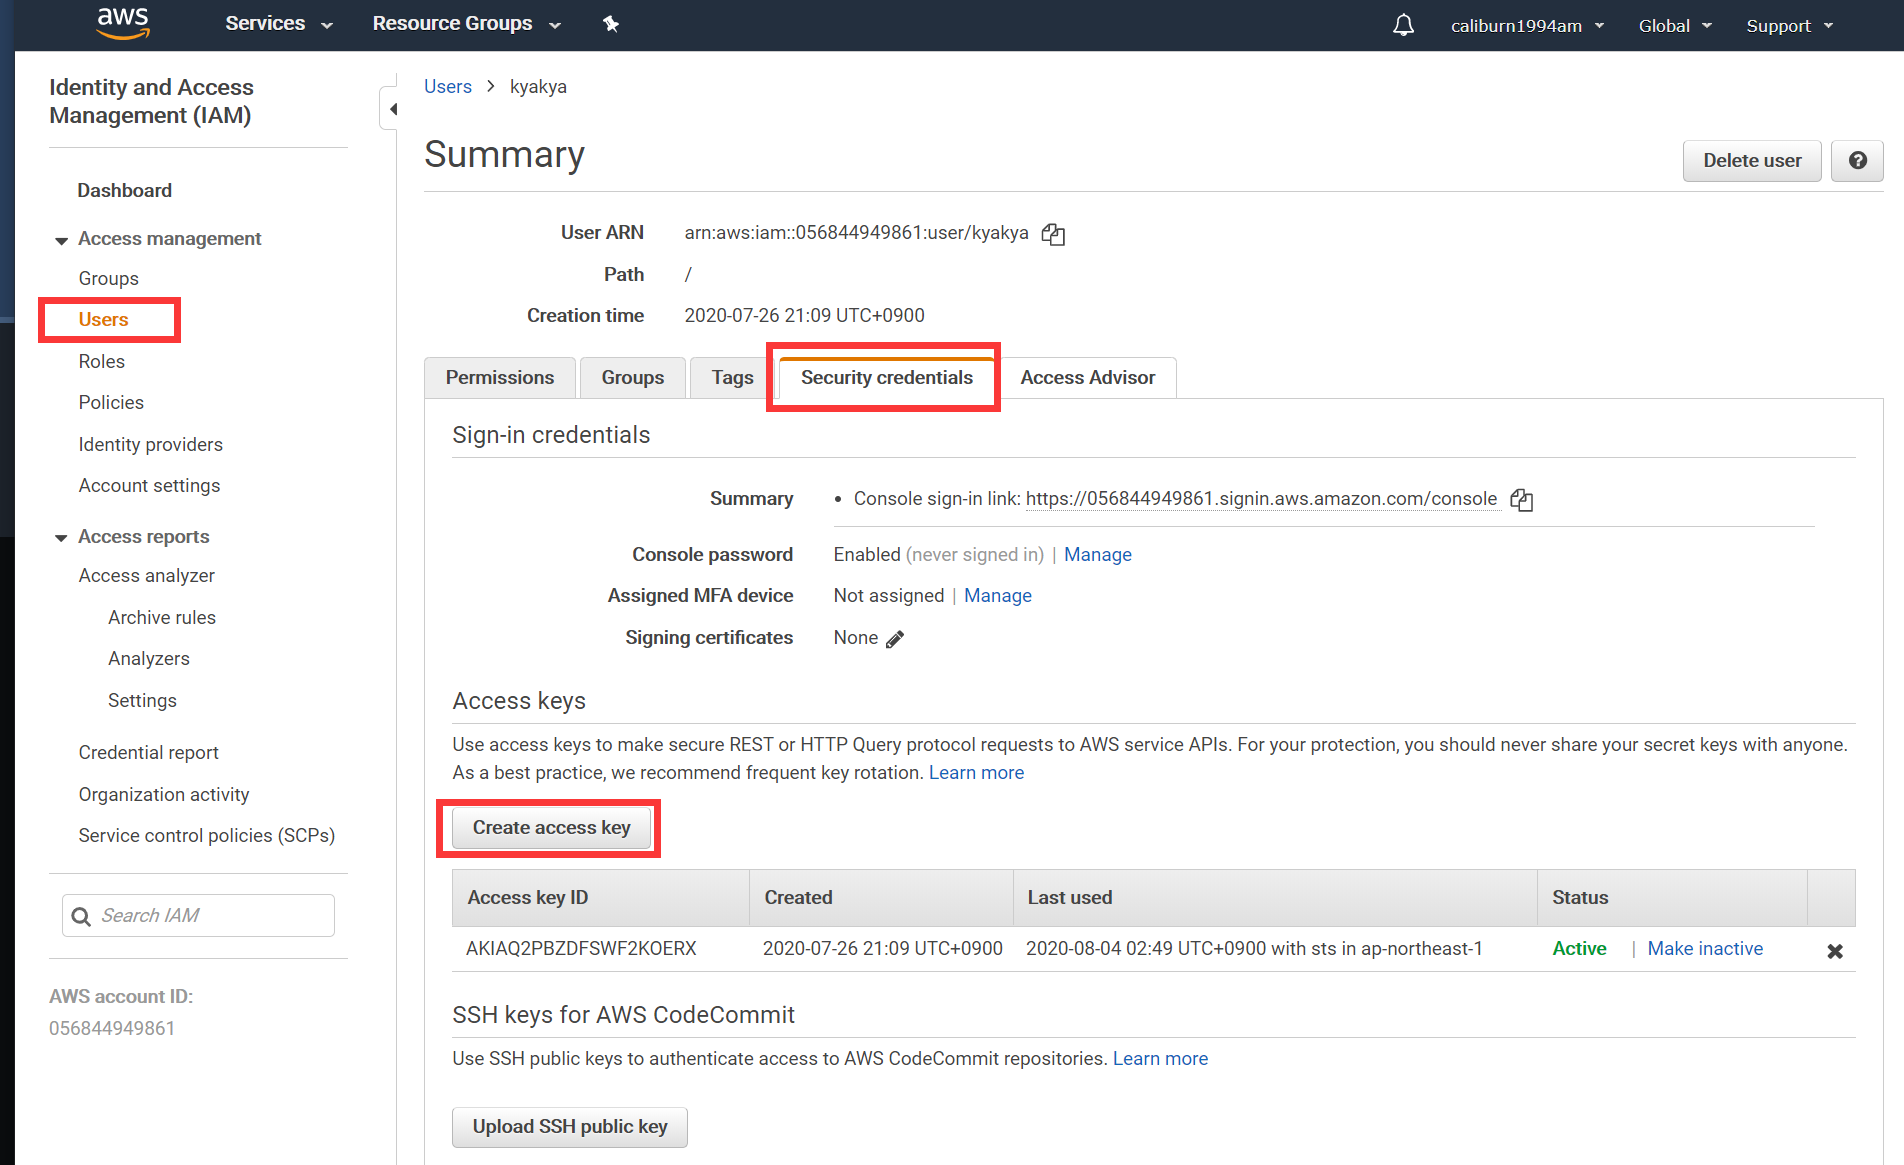 aws Services Resource Groups caliburn1994am Global Support
Identity and Access
Management (IAM)
Dashboard
Access management
Groups
Users
Roles
Policies
Identity providers
Account settings
Access reports
Access analyzer
Archive rules
Analyzers
Settings
Credential report
Organization activity
Service control policies (SCPs)
Search IAM
AWS account ID:
056844949861
Users > kyakya
Summary
Delete user
User ARN arn:aws:iam::056844949861:user/kyakya
Path /
Creation time 2020-07-26 21:09 UTC+0900
Permissions Groups Tags Security credentials Access Advisor
Sign-in credentials
Summary • Console sign-in link: https://056844949861.signin.aws.amazon.com/console
Console password Enabled (never signed in) | Manage
Assigned MFA device Not assigned | Manage
Signing certificates None
Access keys
Use access keys to make secure REST or HTTP Query protocol requests to AWS service APIs. For your protection, you should never share your secret keys with anyone.
As a best practice, we recommend frequent key rotation. Learn more
Create access key
Access key ID Created Last used Status
AKIAQ2PBZDFSWF2KOERX 2020-07-26 21:09 UTC+0900 2020-08-04 02:49 UTC+0900 with sts in ap-northeast-1 Active | Make inactive
SSH keys for AWS CodeCommit
Use SSH public keys to authenticate access to AWS CodeCommit repositories. Learn more
Upload SSH public key